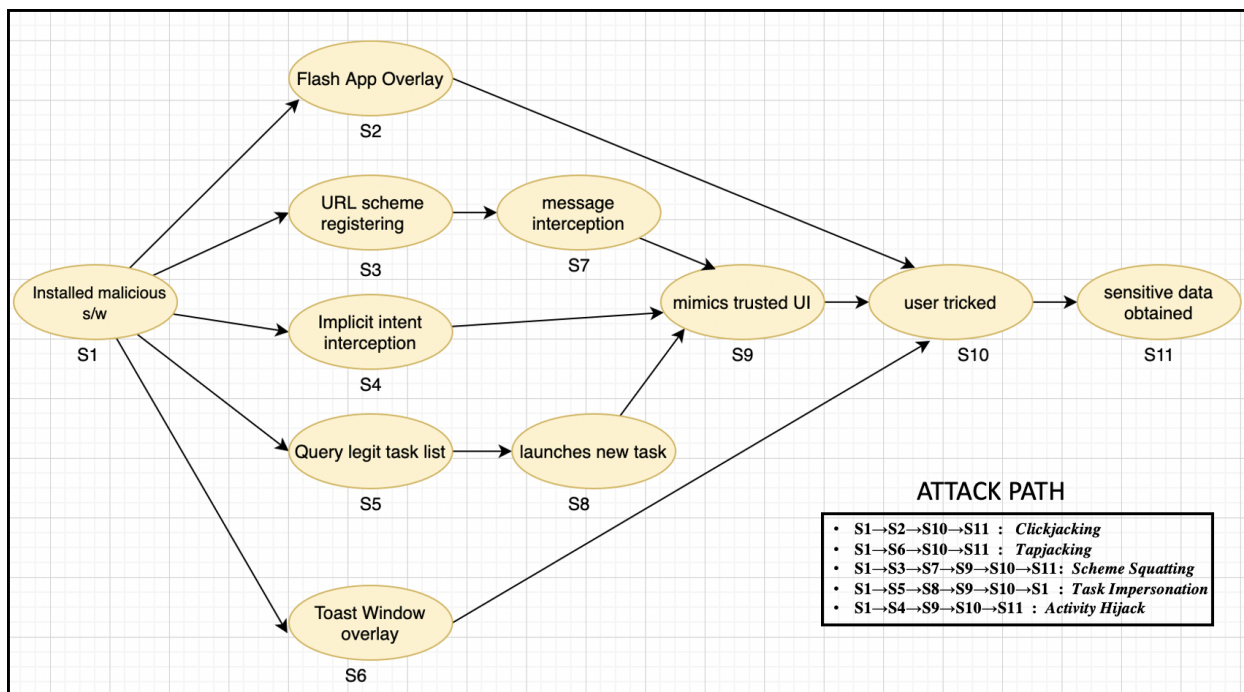 Flash App Overlay
S2
URL scheme
registering
S3
message
interception
S7
Installed malicious
s/w
S1
Implicit intent
interception
S4
mimics trusted UI
S9
user tricked
S10
sensitive data
obtained
S11
Query legit task list
S5
launches new task
S8
Toast Window
overlay
S6
ATTACK PATH
• S1→S2→S10→S11 : Clickjacking
• S1→S6→S10→S11 : Tapjacking
• S1→S3→S7→S9→S10→S11: Scheme Squatting
• S1→S5→S8→S9→S10→S1 : Task Impersonation
• S1→S4→S9→S10→S11 : Activity Hijack